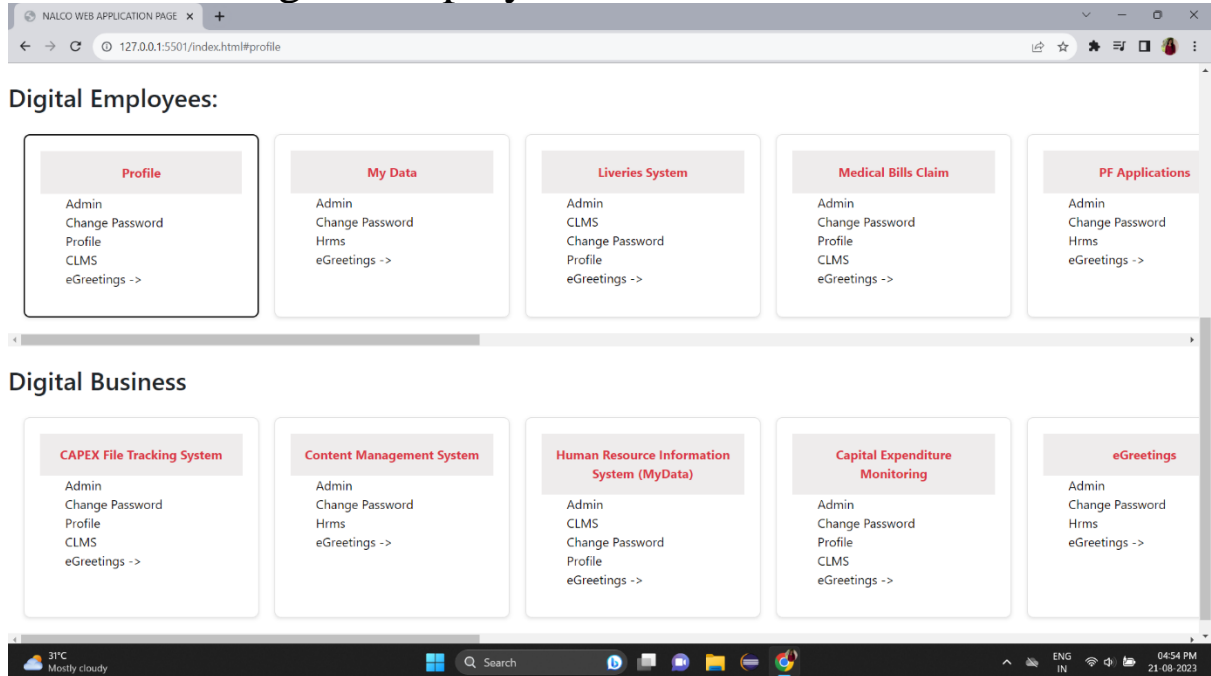 NALCO WEB APPLICATION PAGE
127.0.0.1:5501/index.html#profile
Digital Employees:
Profile
Admin
Change Password
Profile
CLMS
eGreetings ->
My Data
Admin
Change Password
Hrms
eGreetings ->
Liveries System
Admin
CLMS
Change Password
Profile
eGreetings ->
Medical Bills Claim
Admin
Change Password
Profile
CLMS
eGreetings ->
PF Applications
Admin
Change Password
Hrms
eGreetings ->
Digital Business
CAPEX File Tracking System
Admin
Change Password
Profile
CLMS
eGreetings ->
Content Management System
Admin
Change Password
Hrms
eGreetings ->
Human Resource Information
System (MyData)
Admin
CLMS
Change Password
Profile
eGreetings ->
Capital Expenditure
Monitoring
Admin
Change Password
Profile
CLMS
eGreetings ->
eGreetings
Admin
Change Password
Hrms
eGreetings ->
31°C
Mostly cloudy
Search
ENG
IN
04:54 PM
21-08-2023